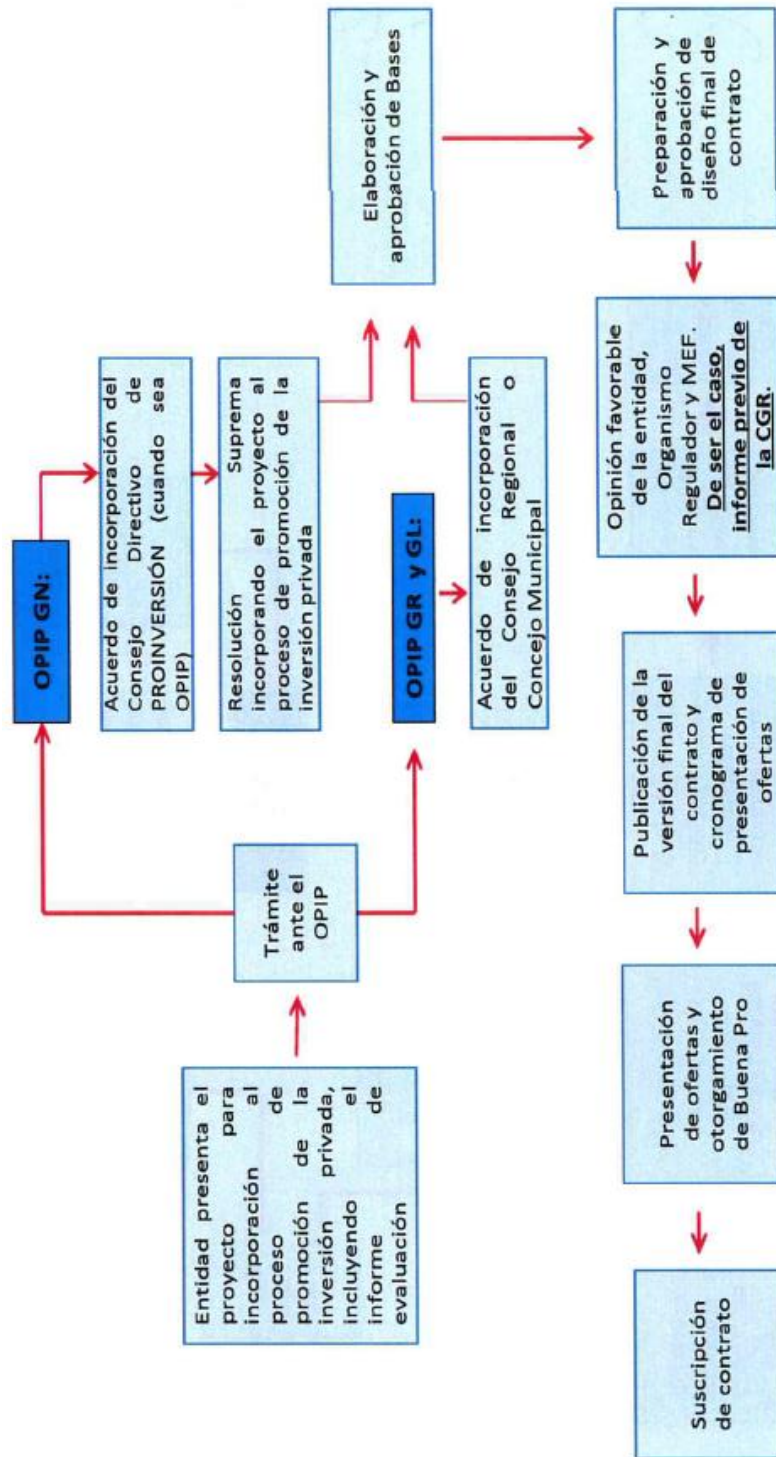 Entidad presenta el
proyecto para
incorporación al
proceso de
promoción de la
inversión privada,
incluyendo el
informe de
evaluación
Trámite
ante el
OPIP
OPIP GN:
Acuerdo de incorporación del
Consejo Directivo de
PROINVERSIÓN (cuando sea
OPIP)
Resolución Suprema
incorporando el proyecto al
proceso de promoción de la
inversión privada
OPIP GR y GL:
Acuerdo de incorporación
del Consejo Regional o
Concejo Municipal
Elaboración y
aprobación de Bases
Preparación y
aprobación de
diseño final de
contrato
Opinión favorable
de la entidad,
Organismo
Regulador y MEF.
De ser el caso,
informe previo de
la CGR.
Publicación de la
versión final del
contrato y
cronograma de
presentación de
ofertas
Presentación
de ofertas y
otorgamiento
de Buena Pro
Suscripción
de contrato